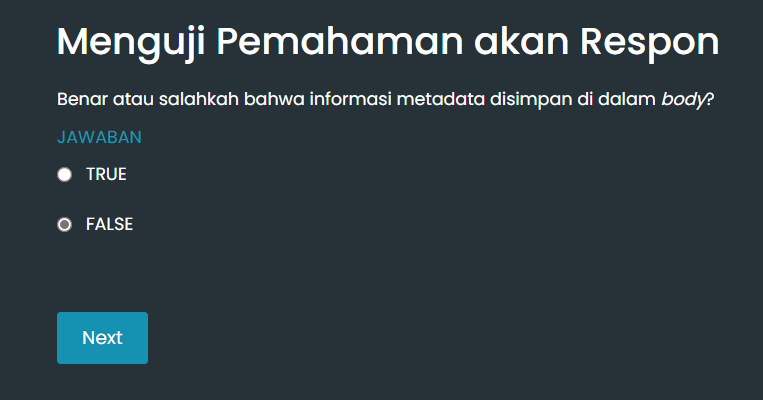 Menguji Pemahaman akan Respon
Benar atau salahkah bahwa informasi metadata disimpan di dalam body?
JAWABAN
TRUE
FALSE
Next